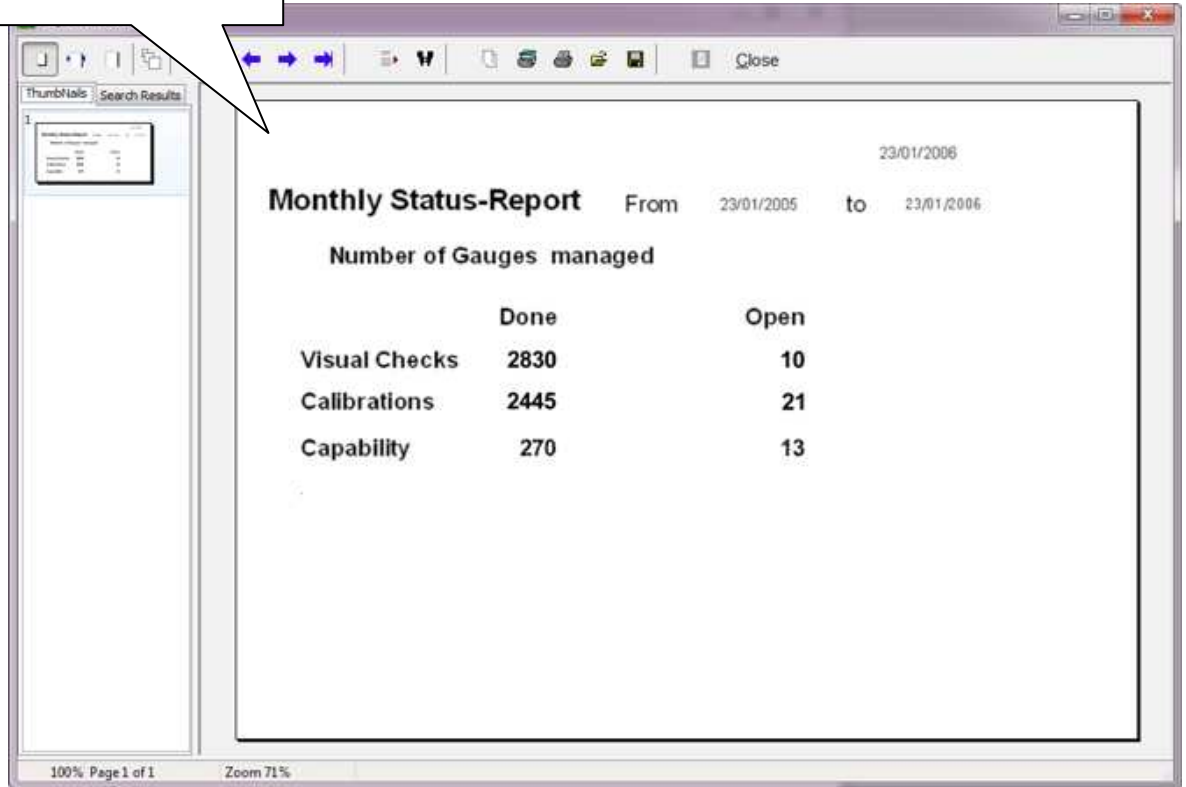 Close
ThumbNails Search Results
1
23/01/2006
Monthly Status-Report From 23/01/2005 to 23/01/2006
Number of Gauges managed
Done Open
Visual Checks 2830 10
Calibrations 2445 21
Capability 270 13
100% Page 1 of 1 Zoom 71%